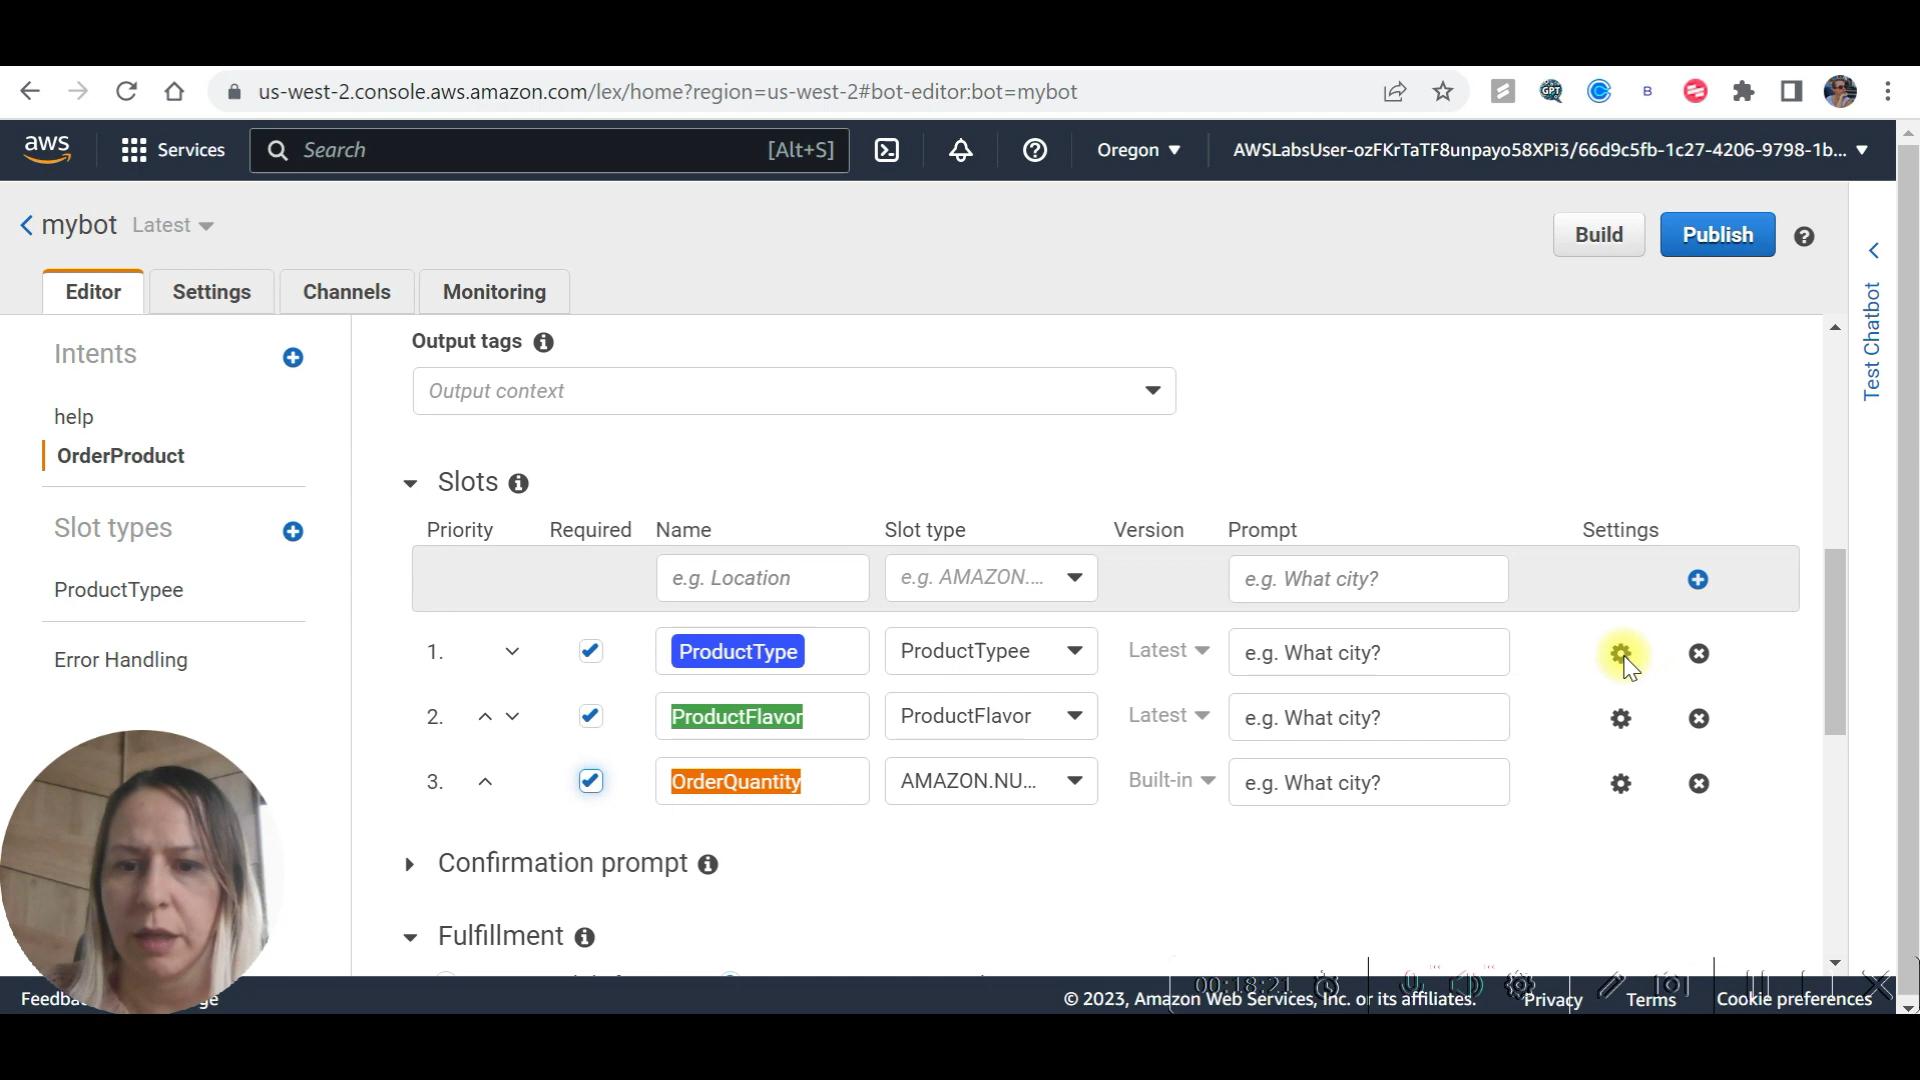 us-west-2.console.aws.amazon.com/lex/home?region=us-west-2#bot-editor:bot=mybot
GPT
B
aws
Services
Search
[Alt+S]
Oregon
AWSLabsUser-ozFKrTaTF8unpayo58XPi3/66d9c5fb-1c27-4206-9798-1b...
mybot
Latest
Build
Publish
Editor
Settings
Channels
Monitoring
Test Chatbot
Intents
help
OrderProduct
Slot types
ProductTypee
Error Handling
Output tags
Output context
Slots
Priority Required Name Slot type Version Prompt Settings
e.g. Location e.g. AMAZON.... e.g. What city?
1. ProductType ProductTypee Latest e.g. What city?
2. ProductFlavor ProductFlavor Latest e.g. What city?
3. OrderQuantity AMAZON.NU... Built-in e.g. What city?
Confirmation prompt
Fulfillment
00:18:21
© 2023, Amazon Web Services, Inc. or its affiliates.
Privacy
Terms
Cookie preferences